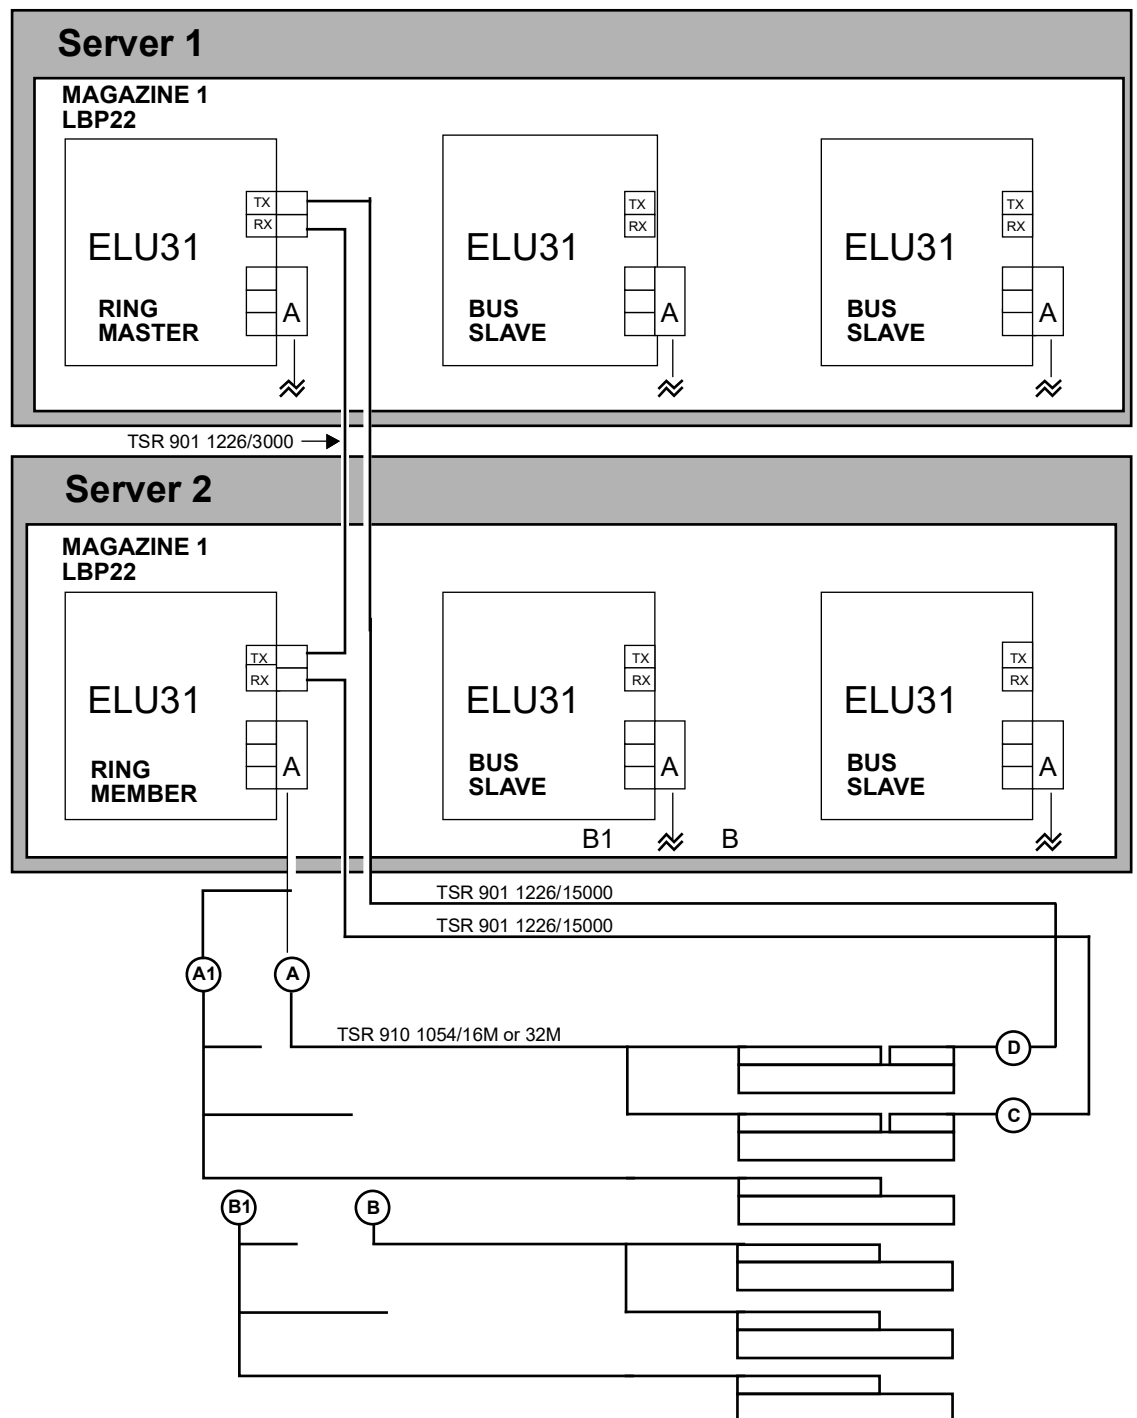 Server 1
MAGAZINE 1
LBP22
TX
RX
ELU31
RING
MASTER
A
TX
RX
ELU31
BUS
SLAVE
A
TX
RX
ELU31
BUS
SLAVE
A
TSR 901 1226/3000
Server 2
MAGAZINE 1
LBP22
TX
RX
ELU31
RING
MEMBER
A
TX
RX
ELU31
BUS
SLAVE
A
B1
B
TX
RX
ELU31
BUS
SLAVE
A
TSR 901 1226/15000
TSR 901 1226/15000
A1
A
TSR 910 1054/16M or 32M
D
C
B1
B